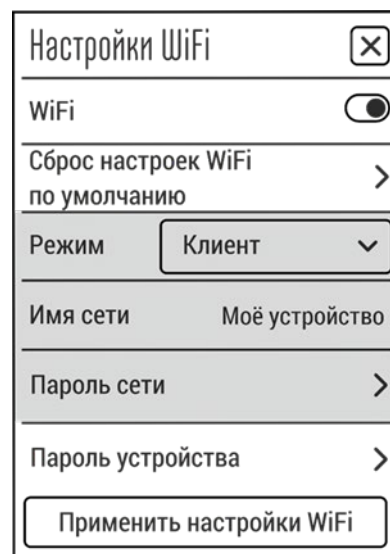 Настройки WiFi
WiFi
Сброс настроек WiFi
по умолчанию
Режим Клиент
Имя сети Моё устройство
Пароль сети
Пароль устройства
Применить настройки WiFi